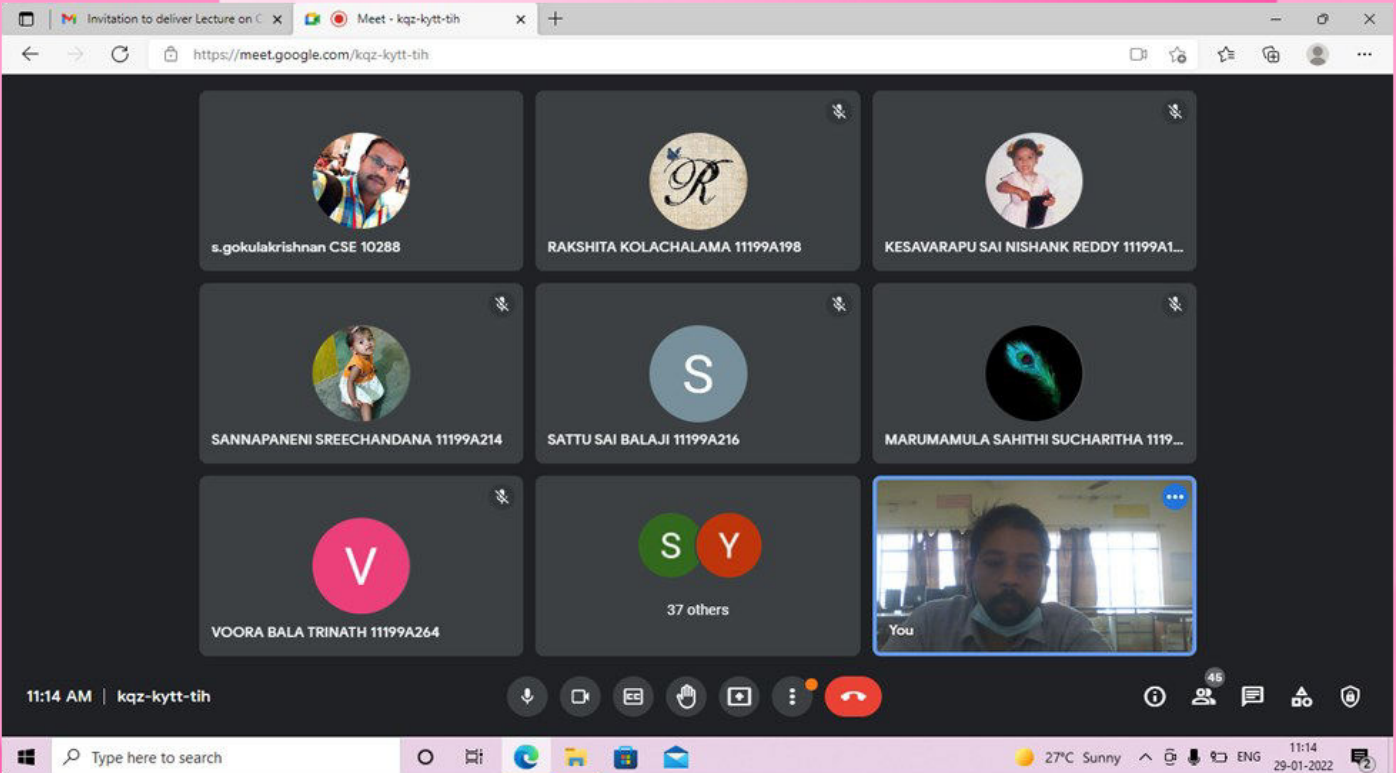 Invitation to deliver Lecture on C
Meet - kqz-kytt-tih
https://meet.google.com/kqz-kytt-tih
s.gokulakrishnan CSE 10288
R
RAKSHITA KOLACHALAMA 11199A198
KESAVARAPU SAI NISHANK REDDY 11199A1...
SANNAPANENI SREECHANDANA 11199A214
S
SATTU SAI BALAJI 11199A216
MARUMAMULA SAHITHI SUCHARITHA 1119...
V
VOORA BALA TRINATH 11199A264
S Y
37 others
You
11:14 AM | kqz-kytt-tih
CC
45
Type here to search
27°C Sunny
ENG
11:14
29-01-2022
2